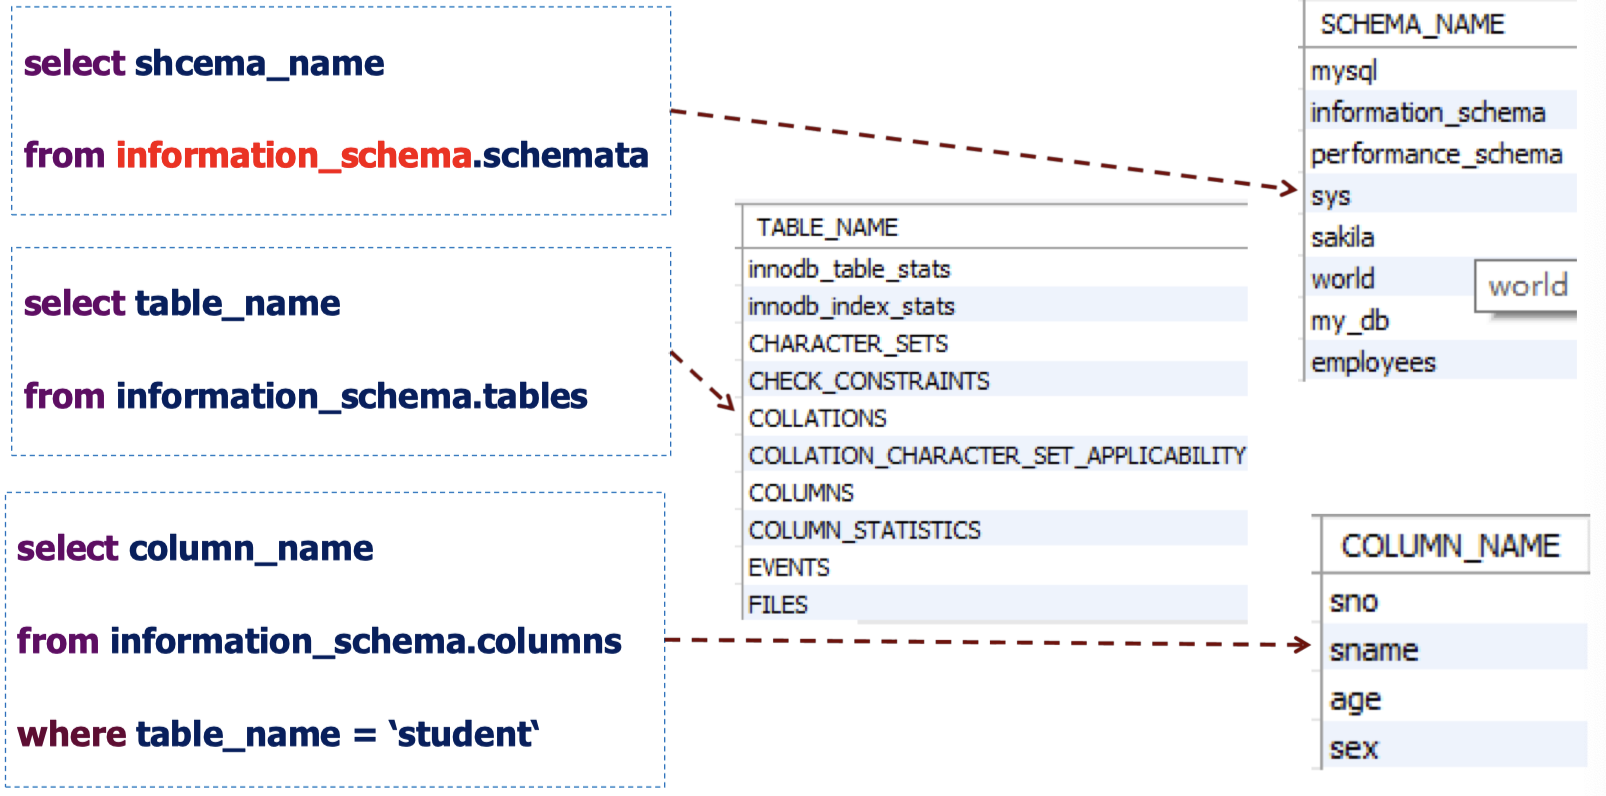 select shcema_name
from information_schema.schemata
select table_name
from information_schema.tables
select column_name
from information_schema.columns
where table_name = ‘student‘
TABLE_NAME
innodb_table_stats
innodb_index_stats
CHARACTER_SETS
CHECK_CONSTRAINTS
COLLATIONS
COLLATION_CHARACTER_SET_APPLICABILITY
COLUMNS
COLUMN_STATISTICS
EVENTS
FILES
SCHEMA_NAME
mysql
information_schema
performance_schema
sys
sakila
world
world
my_db
employees
COLUMN_NAME
sno
sname
age
sex